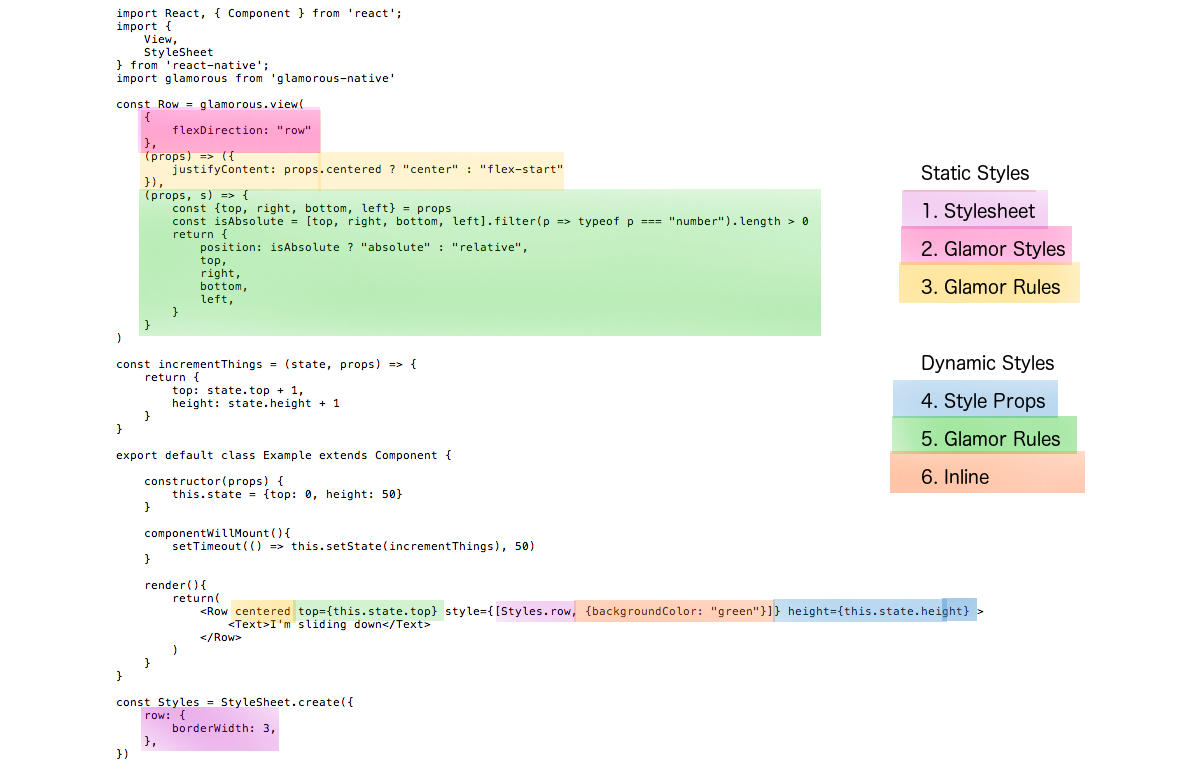 import React, { Component } from 'react';
import {
    View,
    StyleSheet
} from 'react-native';
import glamorous from 'glamorous-native'

const Row = glamorous.view(
    {
        flexDirection: "row"
    },
    (props) => ({
        justifyContent: props.centered ? "center" : "flex-start"
    }),
    (props, s) => {
        const {top, right, bottom, left} = props
        const isAbsolute = [top, right, bottom, left].filter(p => typeof p === "number").length > 0
        return {
            position: isAbsolute ? "absolute" : "relative",
            top,
            right,
            bottom,
            left,
        }
    }
)

const incrementThings = (state, props) => {
    return {
        top: state.top + 1,
        height: state.height + 1
    }
}

export default class Example extends Component {

    constructor(props) {
        this.state = {top: 0, height: 50}
    }

    componentWillMount(){
        setTimeout(() => this.setState(incrementThings), 50)
    }

    render(){
        return(
            <Row centered top={this.state.top} style={[Styles.row, {backgroundColor: "green"}]} height={this.state.height} >
                <Text>I'm sliding down</Text>
            </Row>
        )
    }
}

const Styles = StyleSheet.create({
    row: {
        borderWidth: 3,
    },
})

Static Styles
1. Stylesheet
2. Glamor Styles
3. Glamor Rules

Dynamic Styles
4. Style Props
5. Glamor Rules
6. Inline